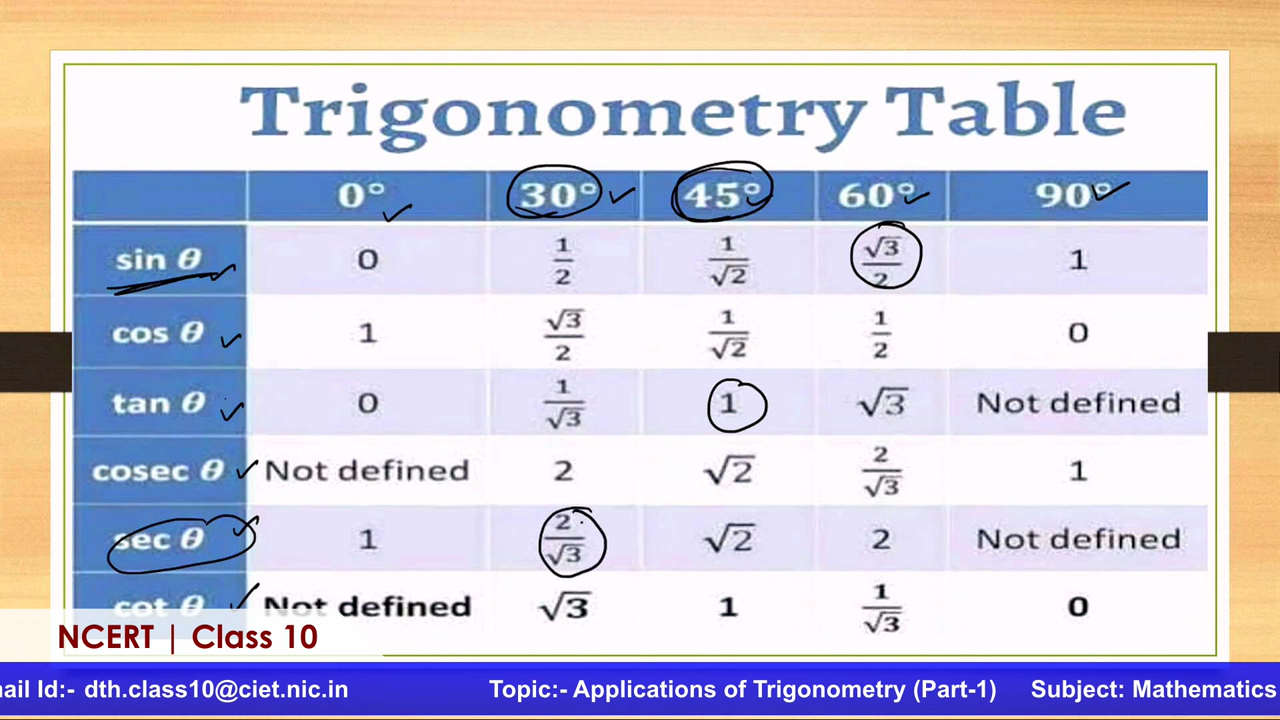 Trigonometry Table
0° 30° 45° 60° 90°
sin θ 0 1/2 1/√2 √3/2 1
cos θ 1 √3/2 1/√2 1/2 0
tan θ 0 1/√3 1 √3 Not defined
cosec θ Not defined 2 √2 2/√3 1
sec θ 1 2/√3 √2 2 Not defined
cot θ Not defined √3 1 1/√3 0
NCERT | Class 10
ail Id:- dth.class10@ciet.nic.in Topic:- Applications of Trigonometry (Part-1) Subject: Mathematics